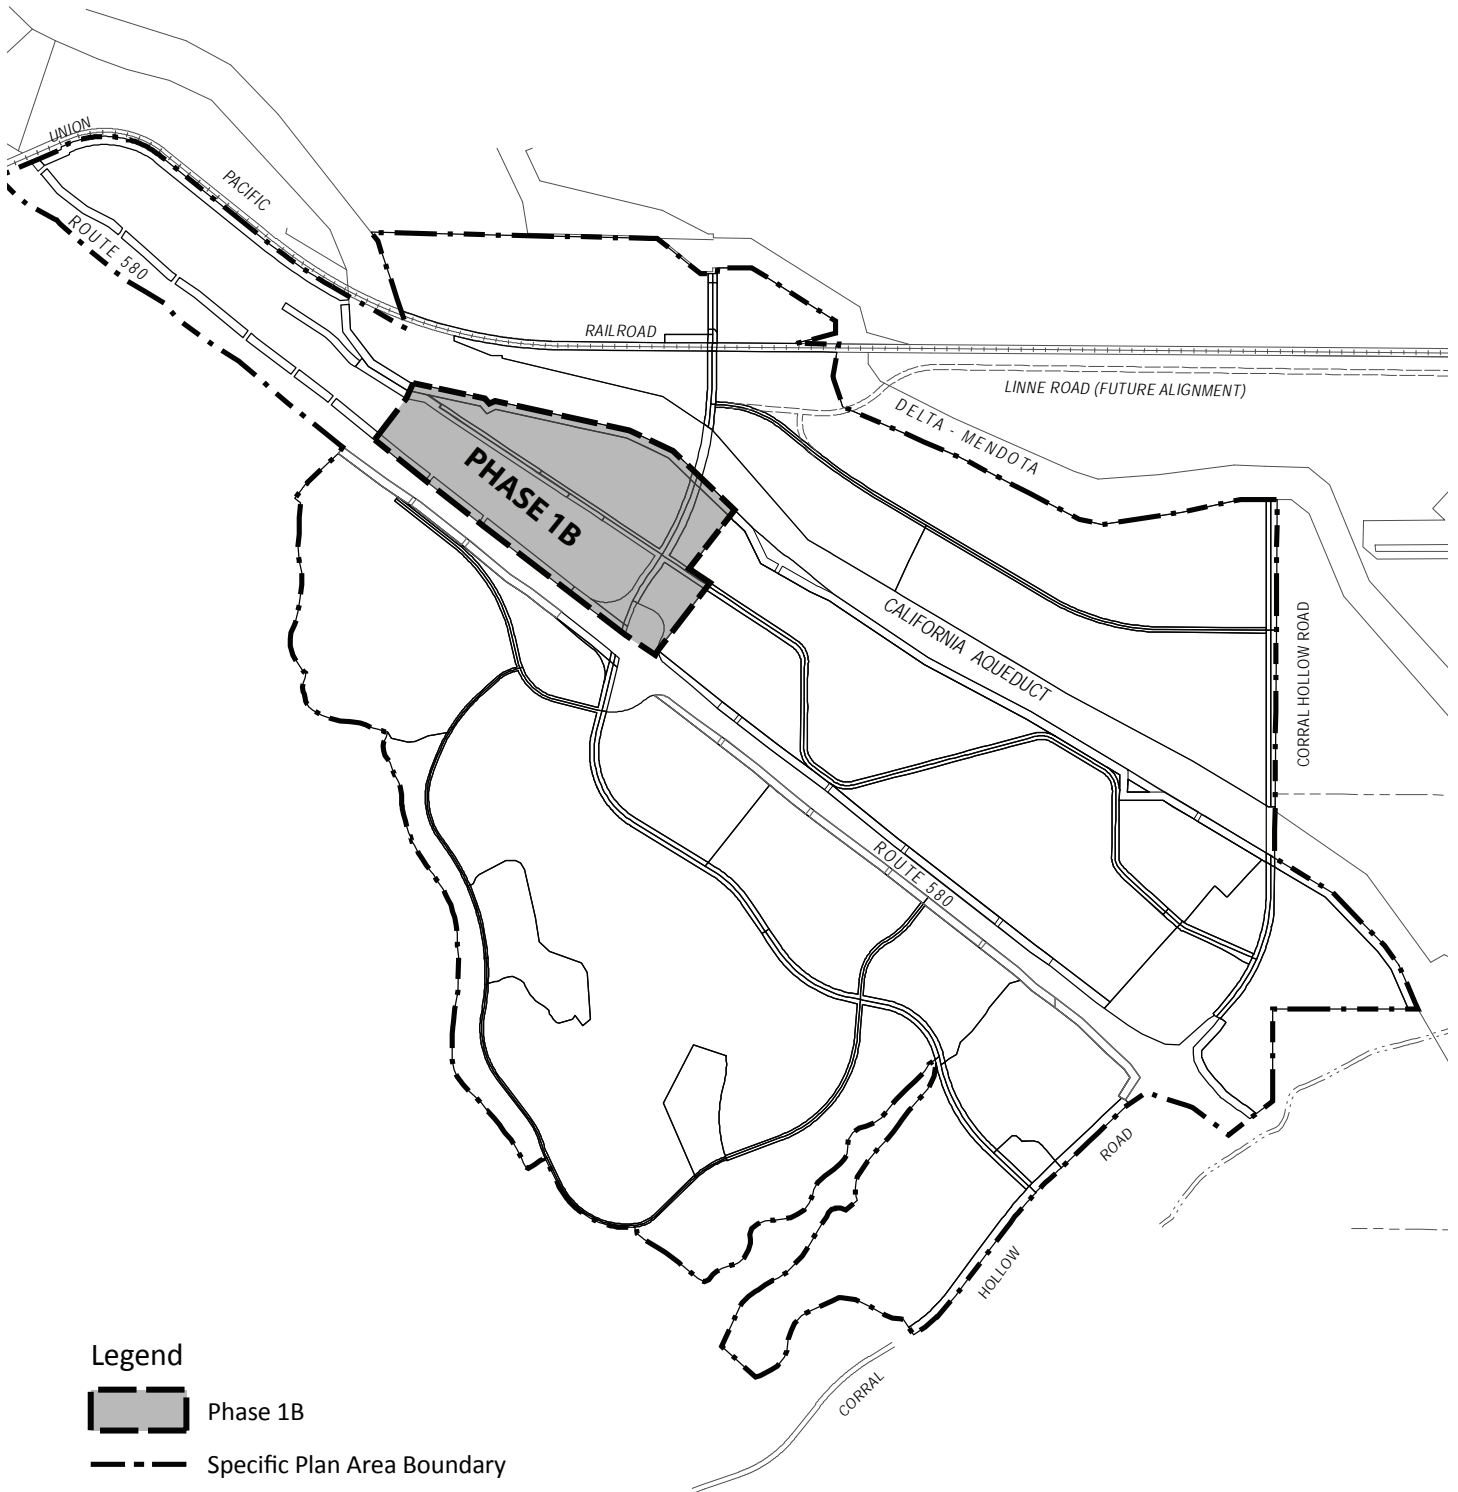 UNION
PACIFIC
ROUTE 580
RAILROAD
LINNE ROAD (FUTURE ALIGNMENT)
DELTA - MENDOTA
PHASE 1B
CALIFORNIA AQUEDUCT
CORRAL HOLLOW ROAD
ROUTE 580
ROAD
HOLLOW
CORRAL
Legend
Phase 1B
Specific Plan Area Boundary